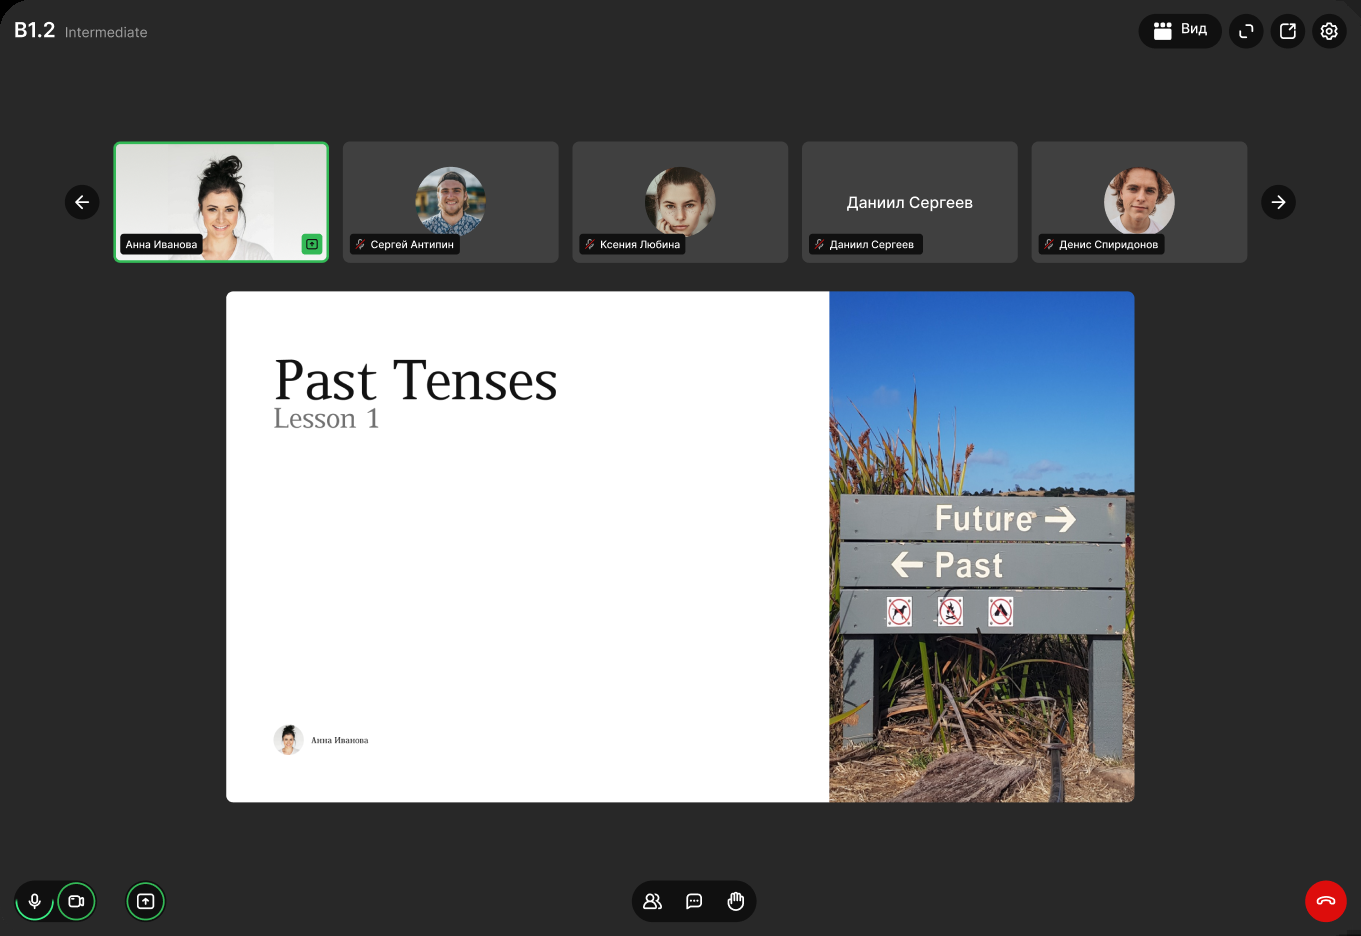 B1.2 Intermediate
Вид
Анна Иванова
Сергей Антипин
Ксения Любина
Даниил Сергеев
Даниил Сергеев
Денис Спиридонов
Past Tenses
Lesson 1
Анна Иванова
Future →
← Past